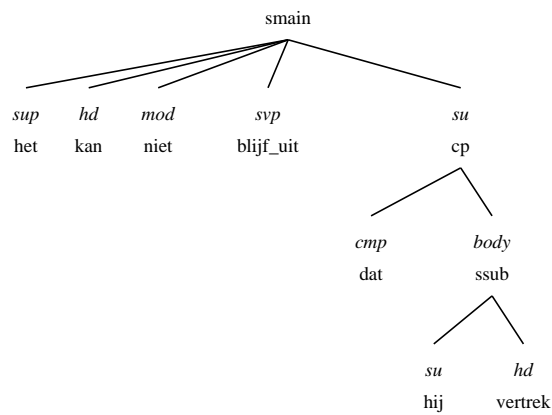 smain
sup hd mod svp su
het kan niet blijf_uit cp
cmp body
dat ssub
su hd
hij vertrek